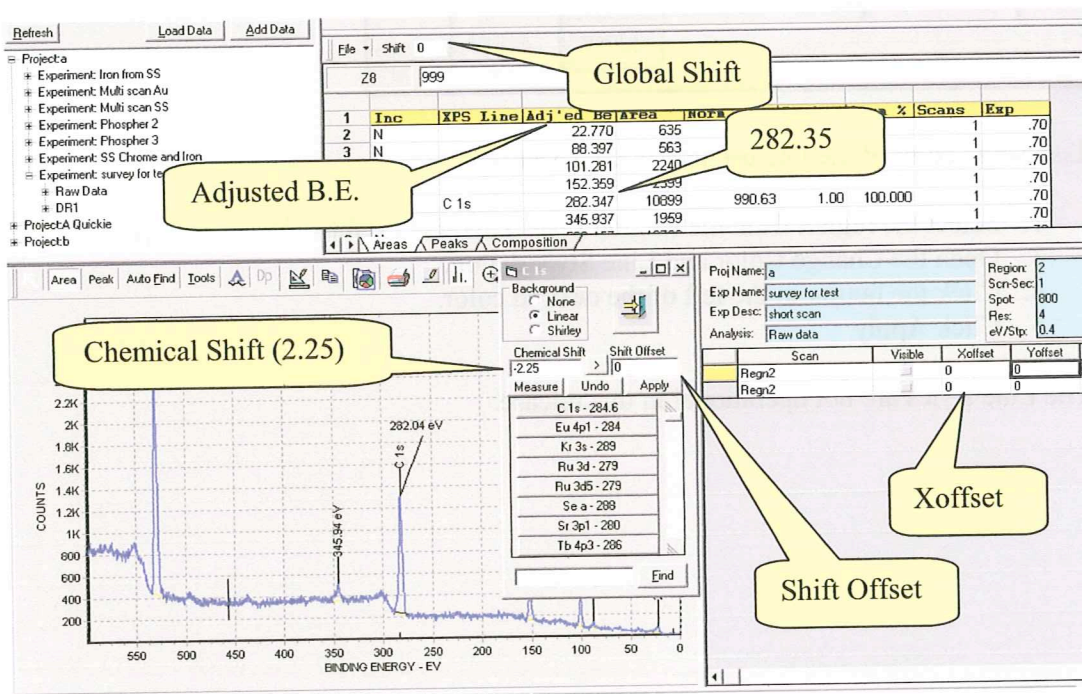 Refresh Load Data Add Data
Project:a
Experiment: Iron from SS
Experiment: Multi scan Au
Experiment: Multi scan SS
Experiment: Phospher 2
Experiment: Phospher 3
Experiment: SS Chrome and Iron
Experiment: survey for te
Raw Data
DR1
Project:A Quickie
Project:b
File Shift 0
Global Shift
Z8 999
1 Inc XPS Line Adj'ed Be Area Norm % Scans Exp
2 N 22.770 635 1 .70
3 N 88.397 563 1 .70
101.281 2240 1 .70
152.359 2399 1 .70
C 1s 282.347 10899 990.63 1.00 100.000 1 .70
345.937 1959 1 .70
282.35
Adjusted B.E.
Areas Peaks Composition
Area Peak Auto Find Tools Dp
Chemical Shift (2.25)
2.2K
2K
1.8K
1.6K
1.4K
1.2K
1K
800
600
400
200
COUNTS
345.94 eV
C 1s
282.04 eV
550 500 450 400 350 300 250 200 150 100 50 0
BINDING ENERGY - EV
C 1s
Background
None
Linear
Shirley
Chemical Shift Shift Offset
-2.25 > 0
Measure Undo Apply
C 1s - 284.6
Eu 4p1 - 284
Kr 3s - 289
Ru 3d - 279
Ru 3d5 - 279
Se a - 288
Sr 3p1 - 280
Tb 4p3 - 286
Find
Proj Name: a
Exp Name: survey for test
Exp Desc: short scan
Analysis: Raw data
Region: 2
Scn-Sec: 1
Spot: 800
Res: 4
eV/Stp: 0.4
Scan Visible Xoffset Yoffset
Regn2 0 0
Regn2 0 0
Xoffset
Shift Offset